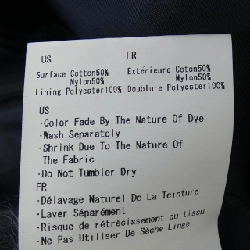 US FR
Surface Cotton50% Extérieure Coton50%
Nylon50% Nylon50%
Lining Polyester100% Doublure Polyester100%
US
·Color Fade By The Nature Of Dye
·Wash Separately
·Shrink Due To The Nature Of
The Fabric
·Do Not Tumbler Dry
FR
·Délavage Naturel De La Teinture
·Laver Séparément
·Risque de rétrécissement du tissu
·No Pas Utiliser De Sèche Linge